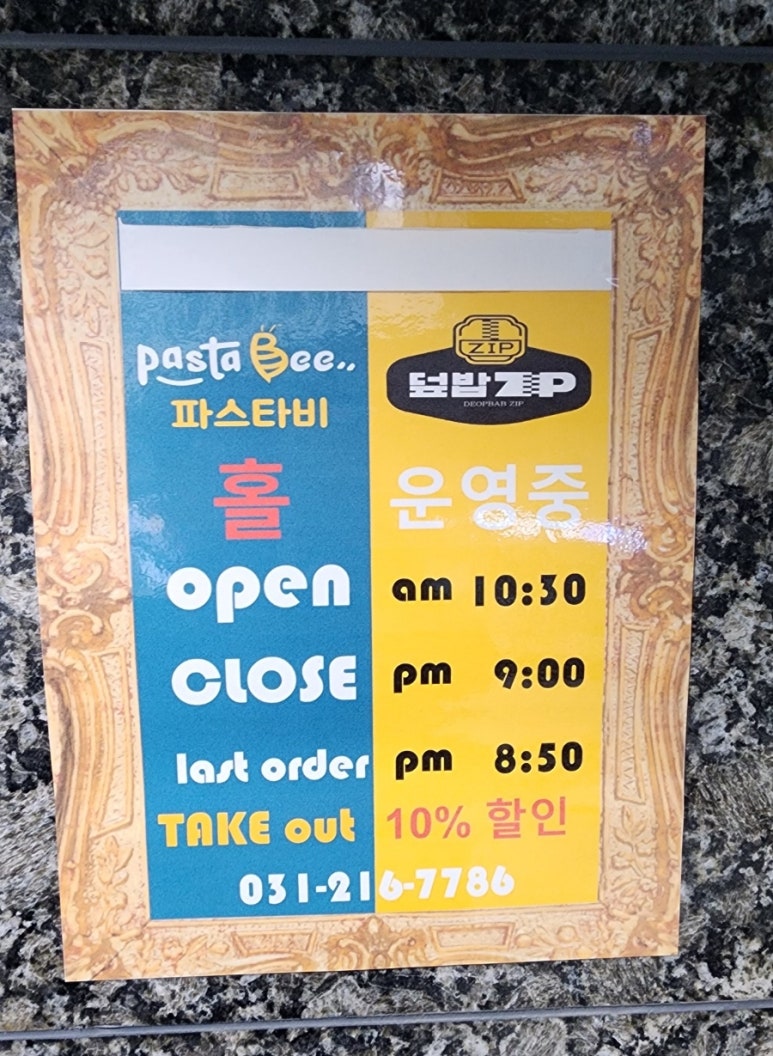 pasta Bee..
파스타비
ZIP
덮밥ZIP
DEOPBAB ZIP
홀 운영중
open am 10:30
CLOSE pm 9:00
last order pm 8:50
TAKE out 10% 할인
031-216-7786